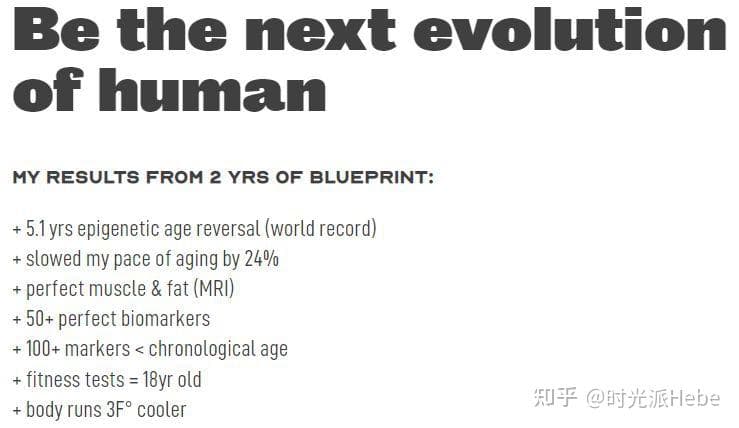 Be the next evolution
of human
MY RESULTS FROM 2 YRS OF BLUEPRINT:
+ 5.1 yrs epigenetic age reversal (world record)
+ slowed my pace of aging by 24%
+ perfect muscle & fat (MRI)
+ 50+ perfect biomarkers
+ 100+ markers < chronological age
+ fitness tests = 18yr old
+ body runs 3F° cooler
知乎 @时光派Hebe